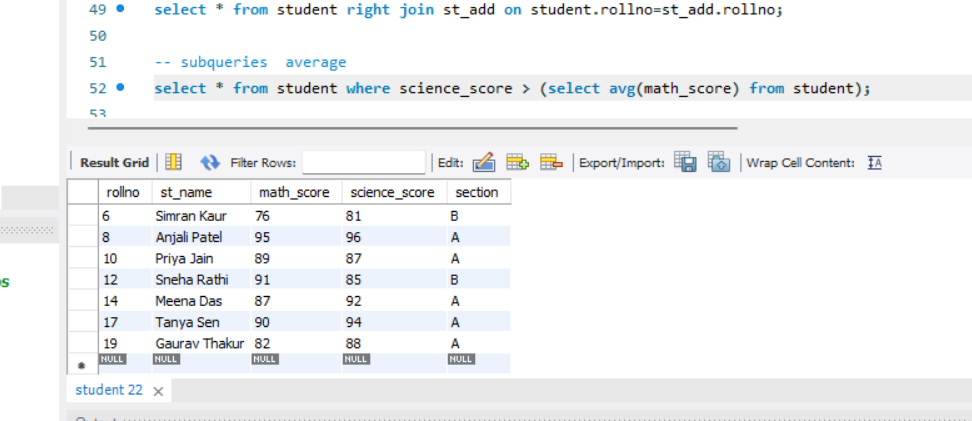 49 select * from student right join st_add on student.rollno=st_add.rollno;
50
51 -- subqueries  average
52 select * from student where science_score > (select avg(math_score) from student);
53
Result Grid Filter Rows: Edit: Export/Import: Wrap Cell Content:
rollno st_name math_score science_score section
6 Simran Kaur 76 81 B
8 Anjali Patel 95 96 A
10 Priya Jain 89 87 A
12 Sneha Rathi 91 85 B
14 Meena Das 87 92 A
17 Tanya Sen 90 94 A
19 Gaurav Thakur 82 88 A
NULL NULL NULL NULL NULL
student 22